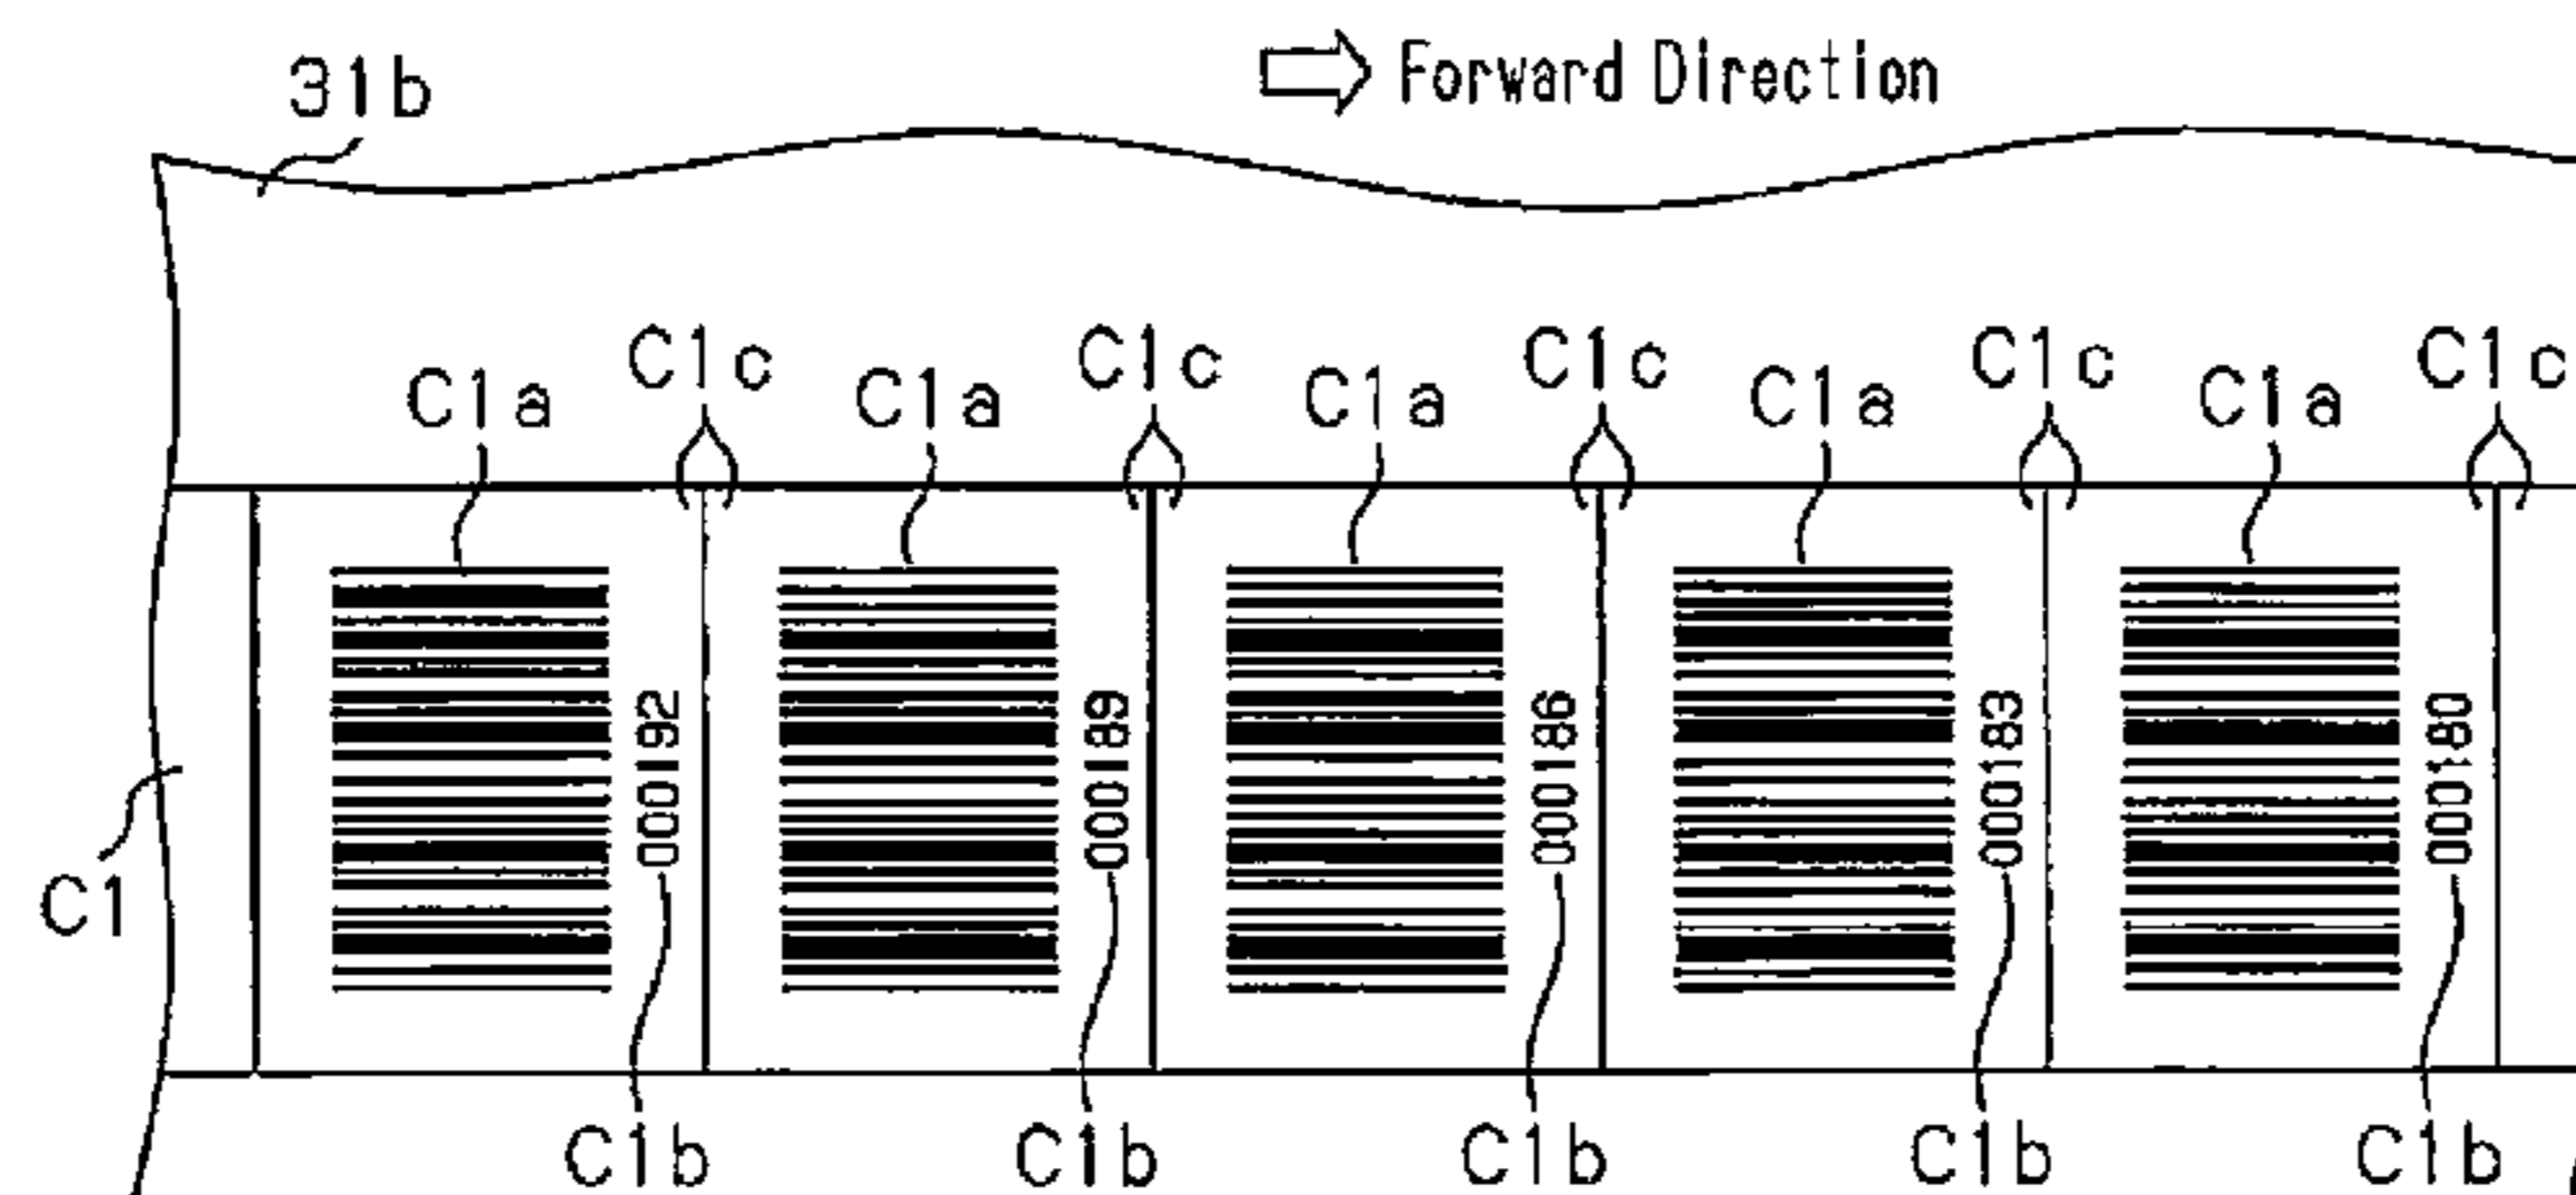 Forward Direction
31b
C1c C1c C1c C1c C1c
C1a C1a C1a C1a C1a
000192 000189 000186 000183 000180
C1
C1b C1b C1b C1b C1b